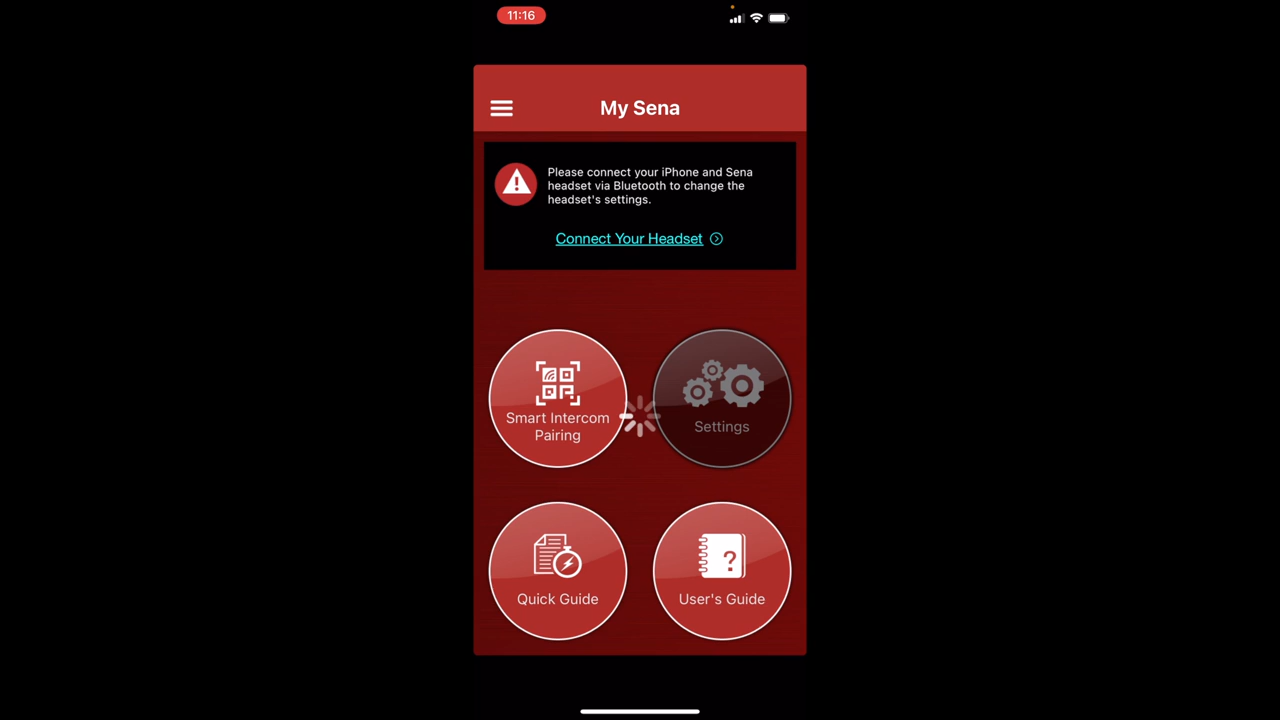 11:16
My Sena
Please connect your iPhone and Sena
headset via Bluetooth to change the
headset's settings.
Connect Your Headset
Smart Intercom
Pairing
Settings
Quick Guide
User's Guide